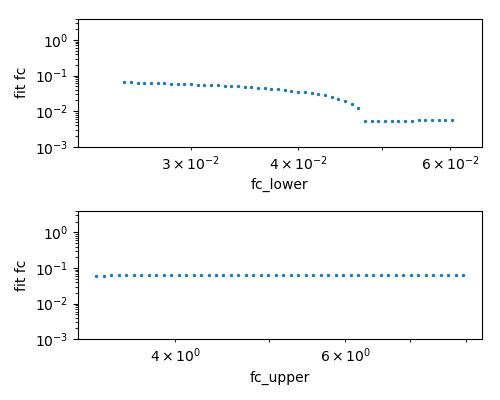 10⁰
10⁻¹
10⁻²
10⁻³
fit fc
3 × 10⁻² 4 × 10⁻² 6 × 10⁻²
fc_lower
10⁰
10⁻¹
10⁻²
10⁻³
fit fc
4 × 10⁰ 6 × 10⁰
fc_upper